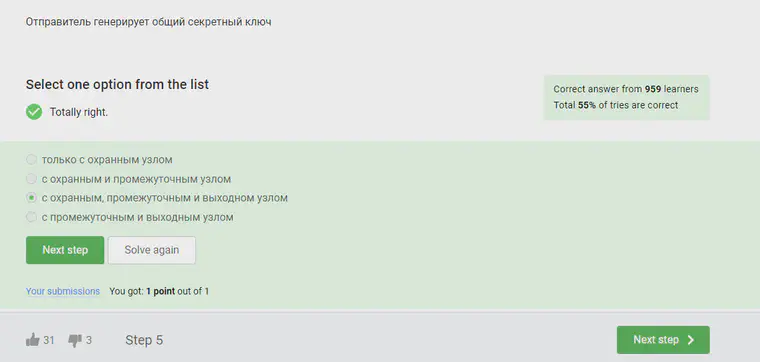 Отправитель генерирует общий секретный ключ
Select one option from the list
Correct answer from 959 learners
Total 55% of tries are correct
Totally right.
только с охранным узлом
с охранным и промежуточным узлом
с охранным, промежуточным и выходном узлом
с промежуточным и выходным узлом
Next step
Solve again
Your submissions You got: 1 point out of 1
31 3 Step 5
Next step